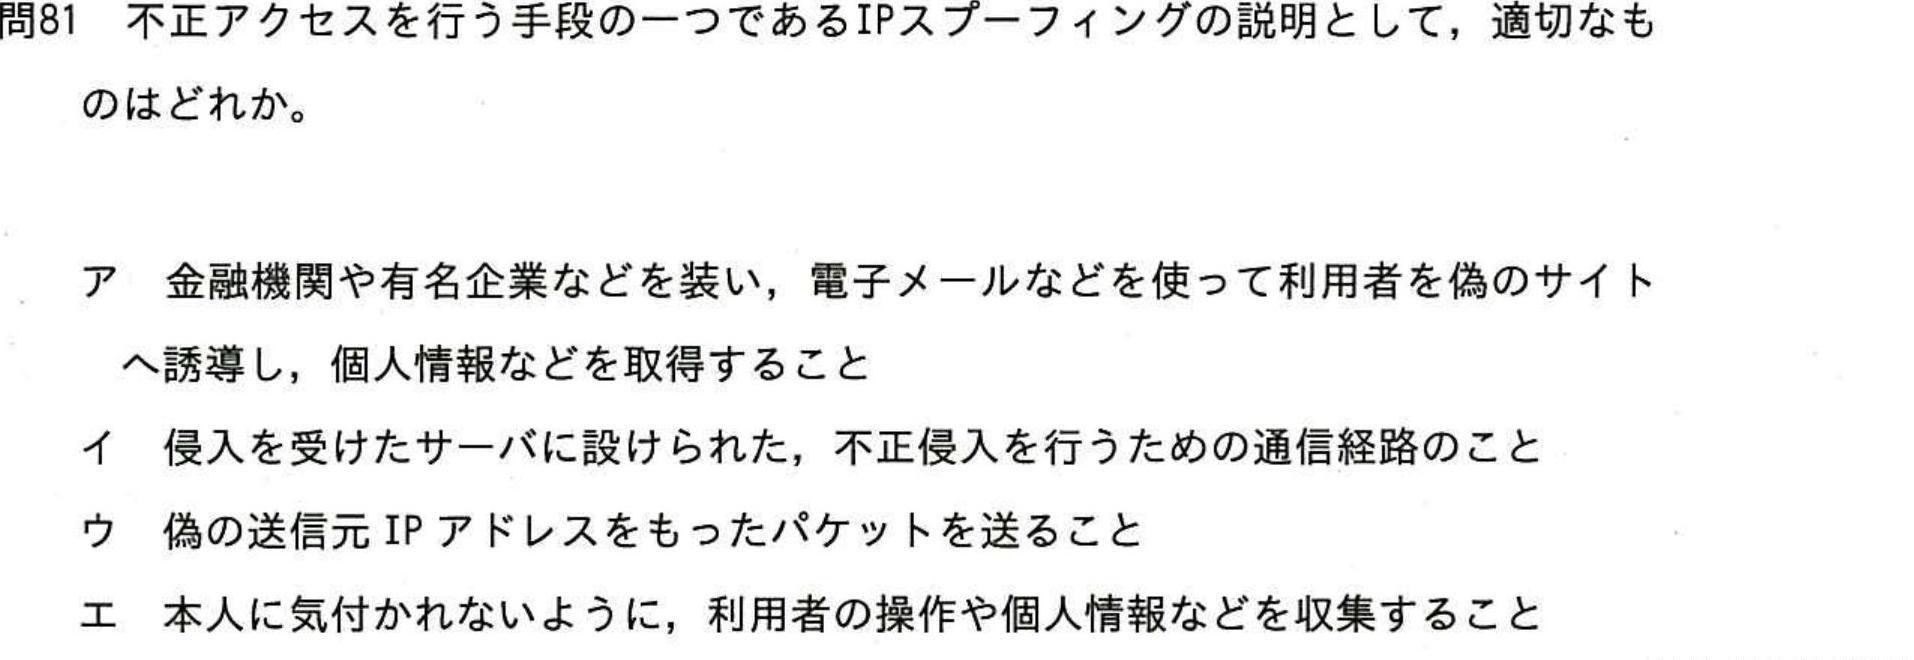 問81　不正アクセスを行う手段の一つであるIPスプーフィングの説明として，適切なも
のはどれか。
ア　金融機関や有名企業などを装い，電子メールなどを使って利用者を偽のサイト
へ誘導し，個人情報などを取得すること
イ　侵入を受けたサーバに設けられた，不正侵入を行うための通信経路のこと
ウ　偽の送信元 IP アドレスをもったパケットを送ること
エ　本人に気付かれないように，利用者の操作や個人情報などを収集すること